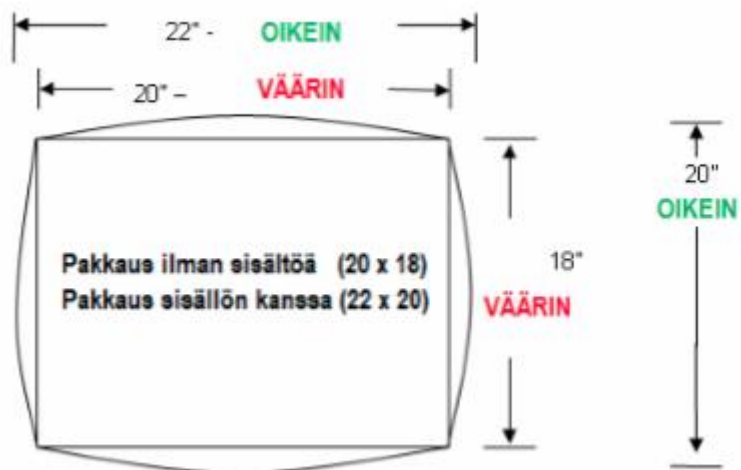 22" - OIKEIN
20" – VÄÄRIN
20"
OIKEIN
Pakkaus ilman sisältöä (20 x 18)
18"
Pakkaus sisällön kanssa (22 x 20)
VÄÄRIN